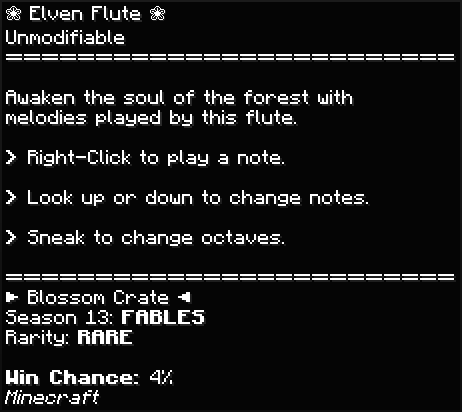 ❀ Elven Flute ❀
Unmodifiable
==================================
Awaken the soul of the forest with
melodies played by this flute.
> Right-Click to play a note.
> Look up or down to change notes.
> Sneak to change octaves.
==================================
► Blossom Crate ◄
Season 13: FABLES
Rarity: RARE
Win Chance: 4%
Minecraft